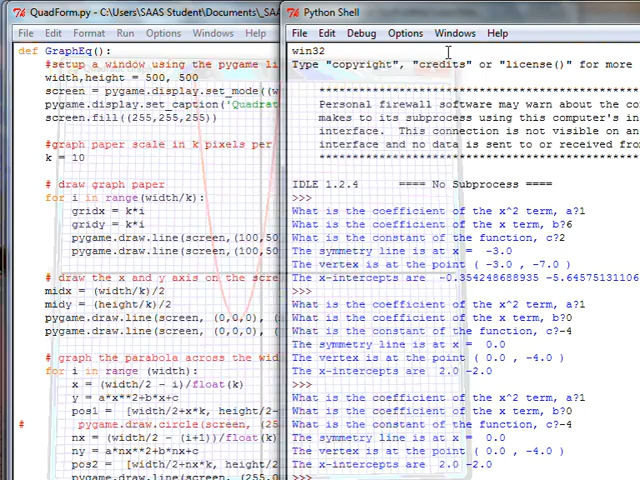 QuadForm.py - C:\Users\SAAS Student\Documents\_SAA
File Edit Format Run Options Windows Help
def GraphEq():
#setup a window using the pygame li
width,height = 500, 500
screen = pygame.display.set_mode((w
pygame.display.set_caption('Quadrat
screen.fill((255,255,255))
#graph paper scale in k pixels per
k = 10
# draw graph paper
for i in range(width/k):
gridx = k*i
gridy = k*i
pygame.draw.line(screen,(100,50
pygame.draw.line(screen,(100,50
# draw the x and y axis on the scre
midx = (width/k)/2
midy = (height/k)/2
pygame.draw.line(screen, (0,0,0), (
pygame.draw.line(screen, (0,0,0), (
# graph the parabola across the wid
for i in range (width):
x = (width/2 - i)/float(k)
y = a*x**2+b*x+c
pos1 = [width/2+x*k, height/2-
# pygame.draw.circle(screen, (25
nx = (width/2 - (i+1))/float(k)
ny = a*nx**2+b*nx+c
pos2 = [width/2+nx*k, height/2
pygame.draw.line(screen, (255,0
Python Shell
File Edit Debug Options Windows Help
win32
Type "copyright", "credits" or "license()" for more
****************************************************
Personal firewall software may warn about the co
makes to its subprocess using this computer's in
interface. This connection is not visible on an
interface and no data is sent to or received from
****************************************************
IDLE 1.2.4 ==== No Subprocess ====
>>>
What is the coefficient of the x^2 term, a?1
What is the coefficient of the x term, b?6
What is the constant of the function, c?2
The symmetry line is at x = -3.0
The vertex is at the point ( -3.0 , -7.0 )
The x-intercepts are -0.354248688935 -5.64575131106
>>>
What is the coefficient of the x^2 term, a?1
What is the coefficient of the x term, b?0
What is the constant of the function, c?-4
The symmetry line is at x = 0.0
The vertex is at the point ( 0.0 , -4.0 )
The x-intercepts are 2.0 -2.0
>>>
What is the coefficient of the x^2 term, a?1
What is the coefficient of the x term, b?0
What is the constant of the function, c?-4
The symmetry line is at x = 0.0
The vertex is at the point ( 0.0 , -4.0 )
The x-intercepts are 2.0 -2.0
>>>